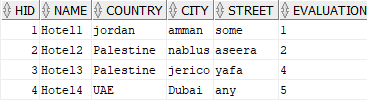 HID NAME COUNTRY CITY STREET EVALUATION
1 Hotel1 jordan amman some 1
2 Hotel2 Palestine nablus aseera 2
3 Hotel3 Palestine jerico yafa 4
4 Hotel4 UAE Dubai any 5